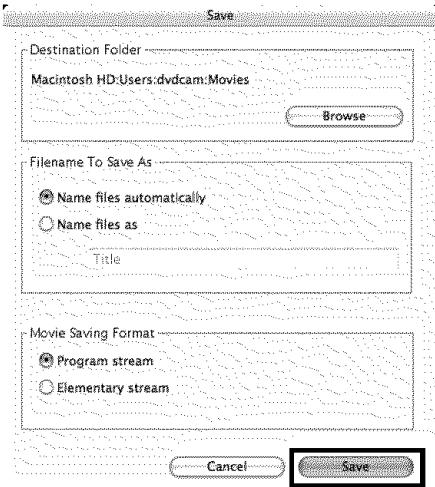 Save
Destination Folder
Macintosh HD:Users:dvdcam:Movies
Browse
Filename To Save As
Name files automatically
Name files as
Title
Movie Saving Format
Program stream
Elementary stream
Cancel
Save